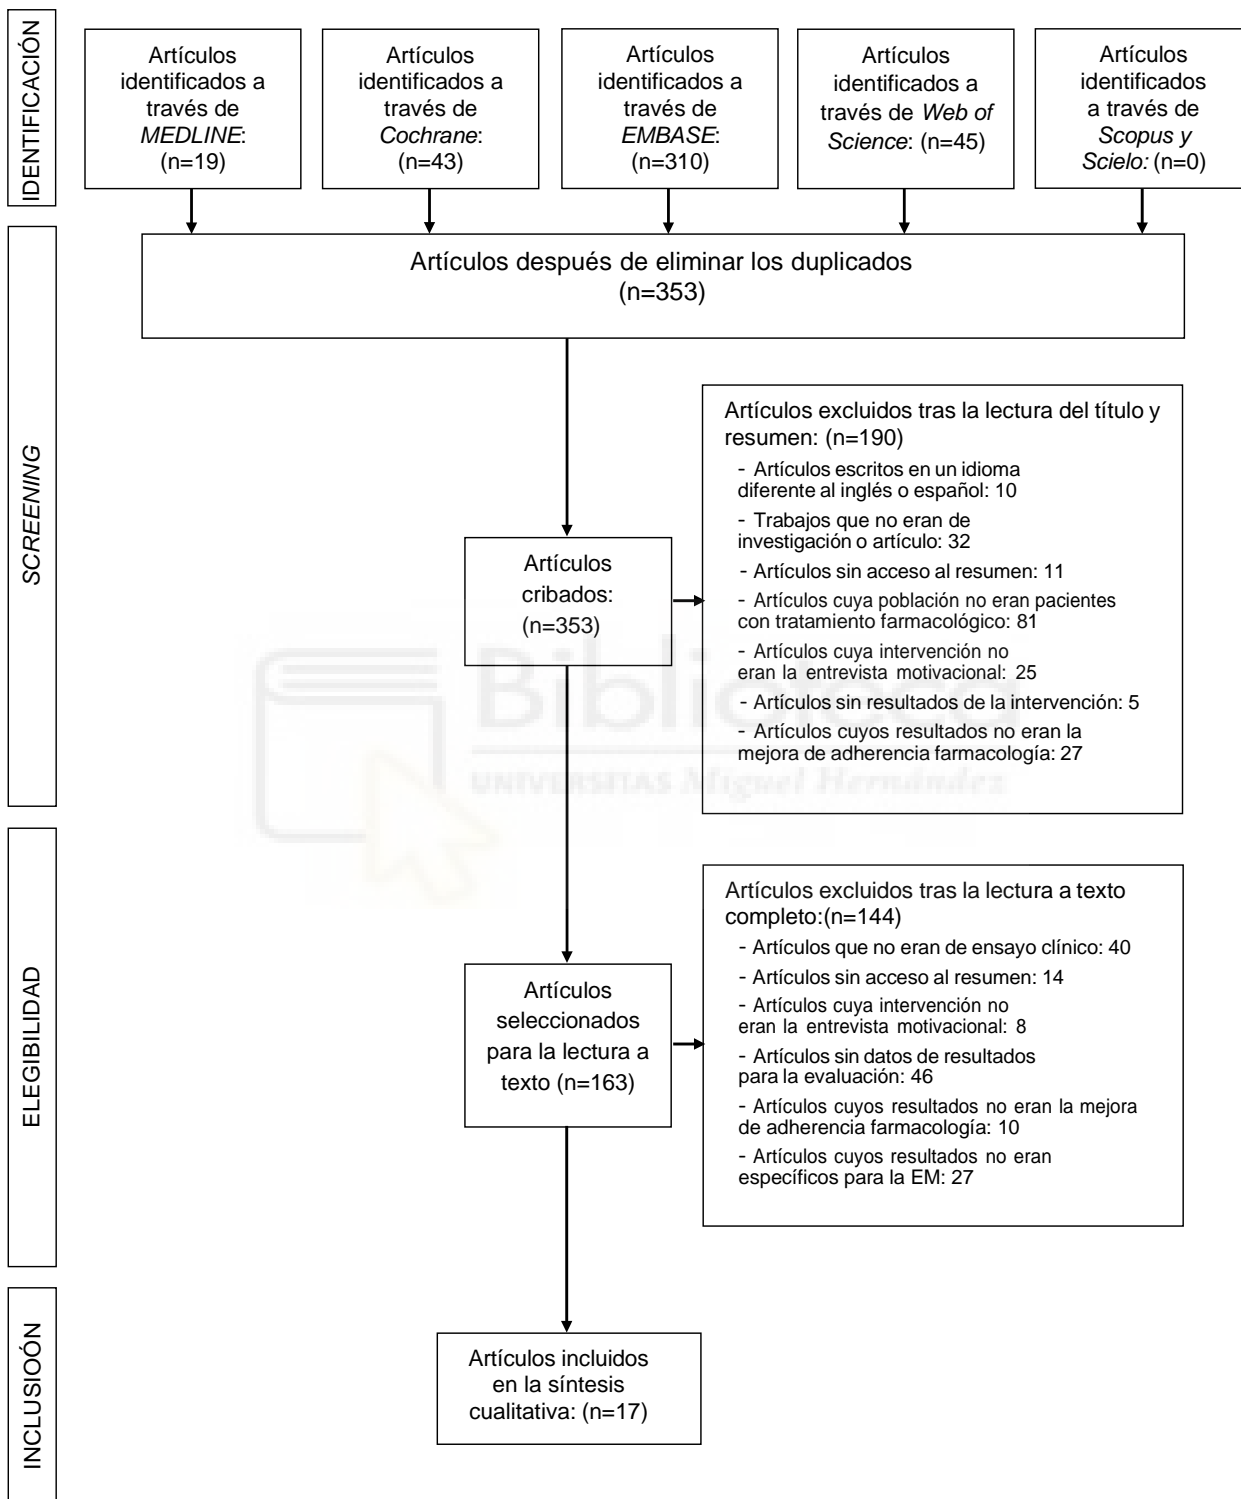 IDENTIFICACIÓN
Artículos
identificados a
través de
MEDLINE:
(n=19)
Artículos
identificados a
través de
Cochrane:
(n=43)
Artículos
identificados a
través de
EMBASE:
(n=310)
Artículos
identificados a
través de Web of
Science: (n=45)
Artículos
identificados
a través de
Scopus y
Scielo: (n=0)
SCREENING
Artículos después de eliminar los duplicados
(n=353)
Artículos
cribados:
(n=353)
Artículos excluidos tras la lectura del título y
resumen: (n=190)
- Artículos escritos en un idioma
diferente al inglés o español: 10
- Trabajos que no eran de
investigación o artículo: 32
- Artículos sin acceso al resumen: 11
- Artículos cuya población no eran pacientes
con tratamiento farmacológico: 81
- Artículos cuya intervención no
eran la entrevista motivacional: 25
- Artículos sin resultados de la intervención: 5
- Artículos cuyos resultados no eran la
mejora de adherencia farmacología: 27
Biblioteca
UNIVERSITAS Miguel Hernández
ELEGIBILIDAD
Artículos
seleccionados
para la lectura a
texto (n=163)
Artículos excluidos tras la lectura a texto
completo:(n=144)
- Artículos que no eran de ensayo clínico: 40
- Artículos sin acceso al resumen: 14
- Artículos cuya intervención no
eran la entrevista motivacional: 8
- Artículos sin datos de resultados
para la evaluación: 46
- Artículos cuyos resultados no eran la mejora
de adherencia farmacología: 10
- Artículos cuyos resultados no eran
específicos para la EM: 27
INCLUSIOÓN
Artículos incluidos
en la síntesis
cualitativa: (n=17)